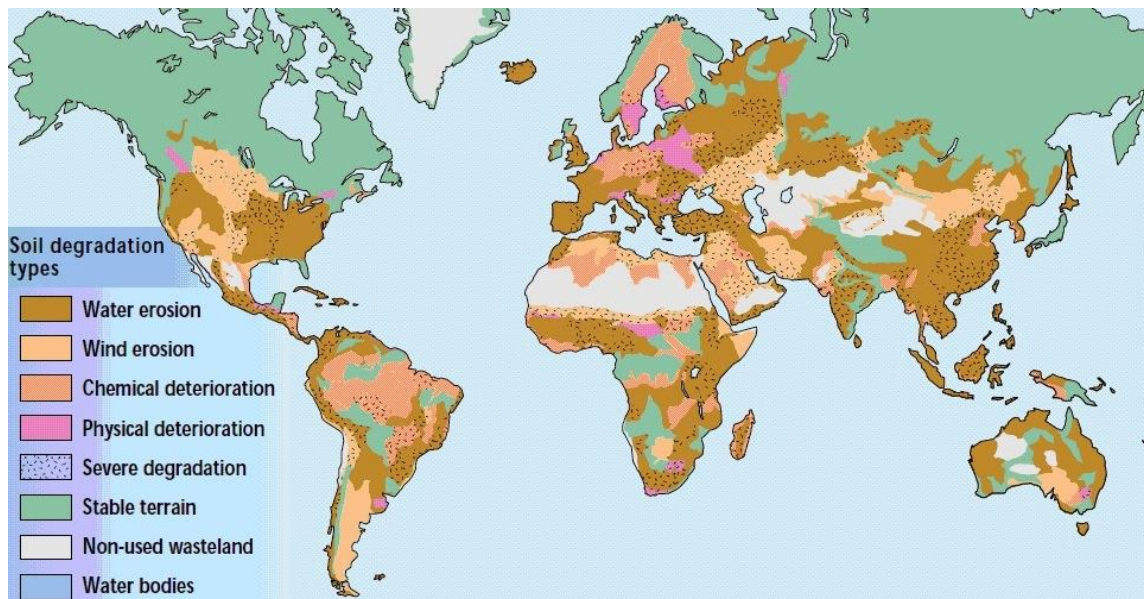 Soil degradation
types
Water erosion
Wind erosion
Chemical deterioration
Physical deterioration
Severe degradation
Stable terrain
Non-used wasteland
Water bodies